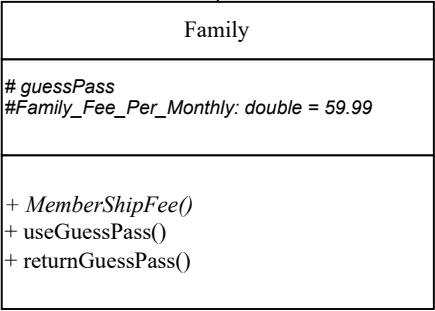 Family
# guessPass
#Family_Fee_Per_Monthly: double = 59.99
+ MemberShipFee()
+ useGuessPass()
+ returnGuessPass()